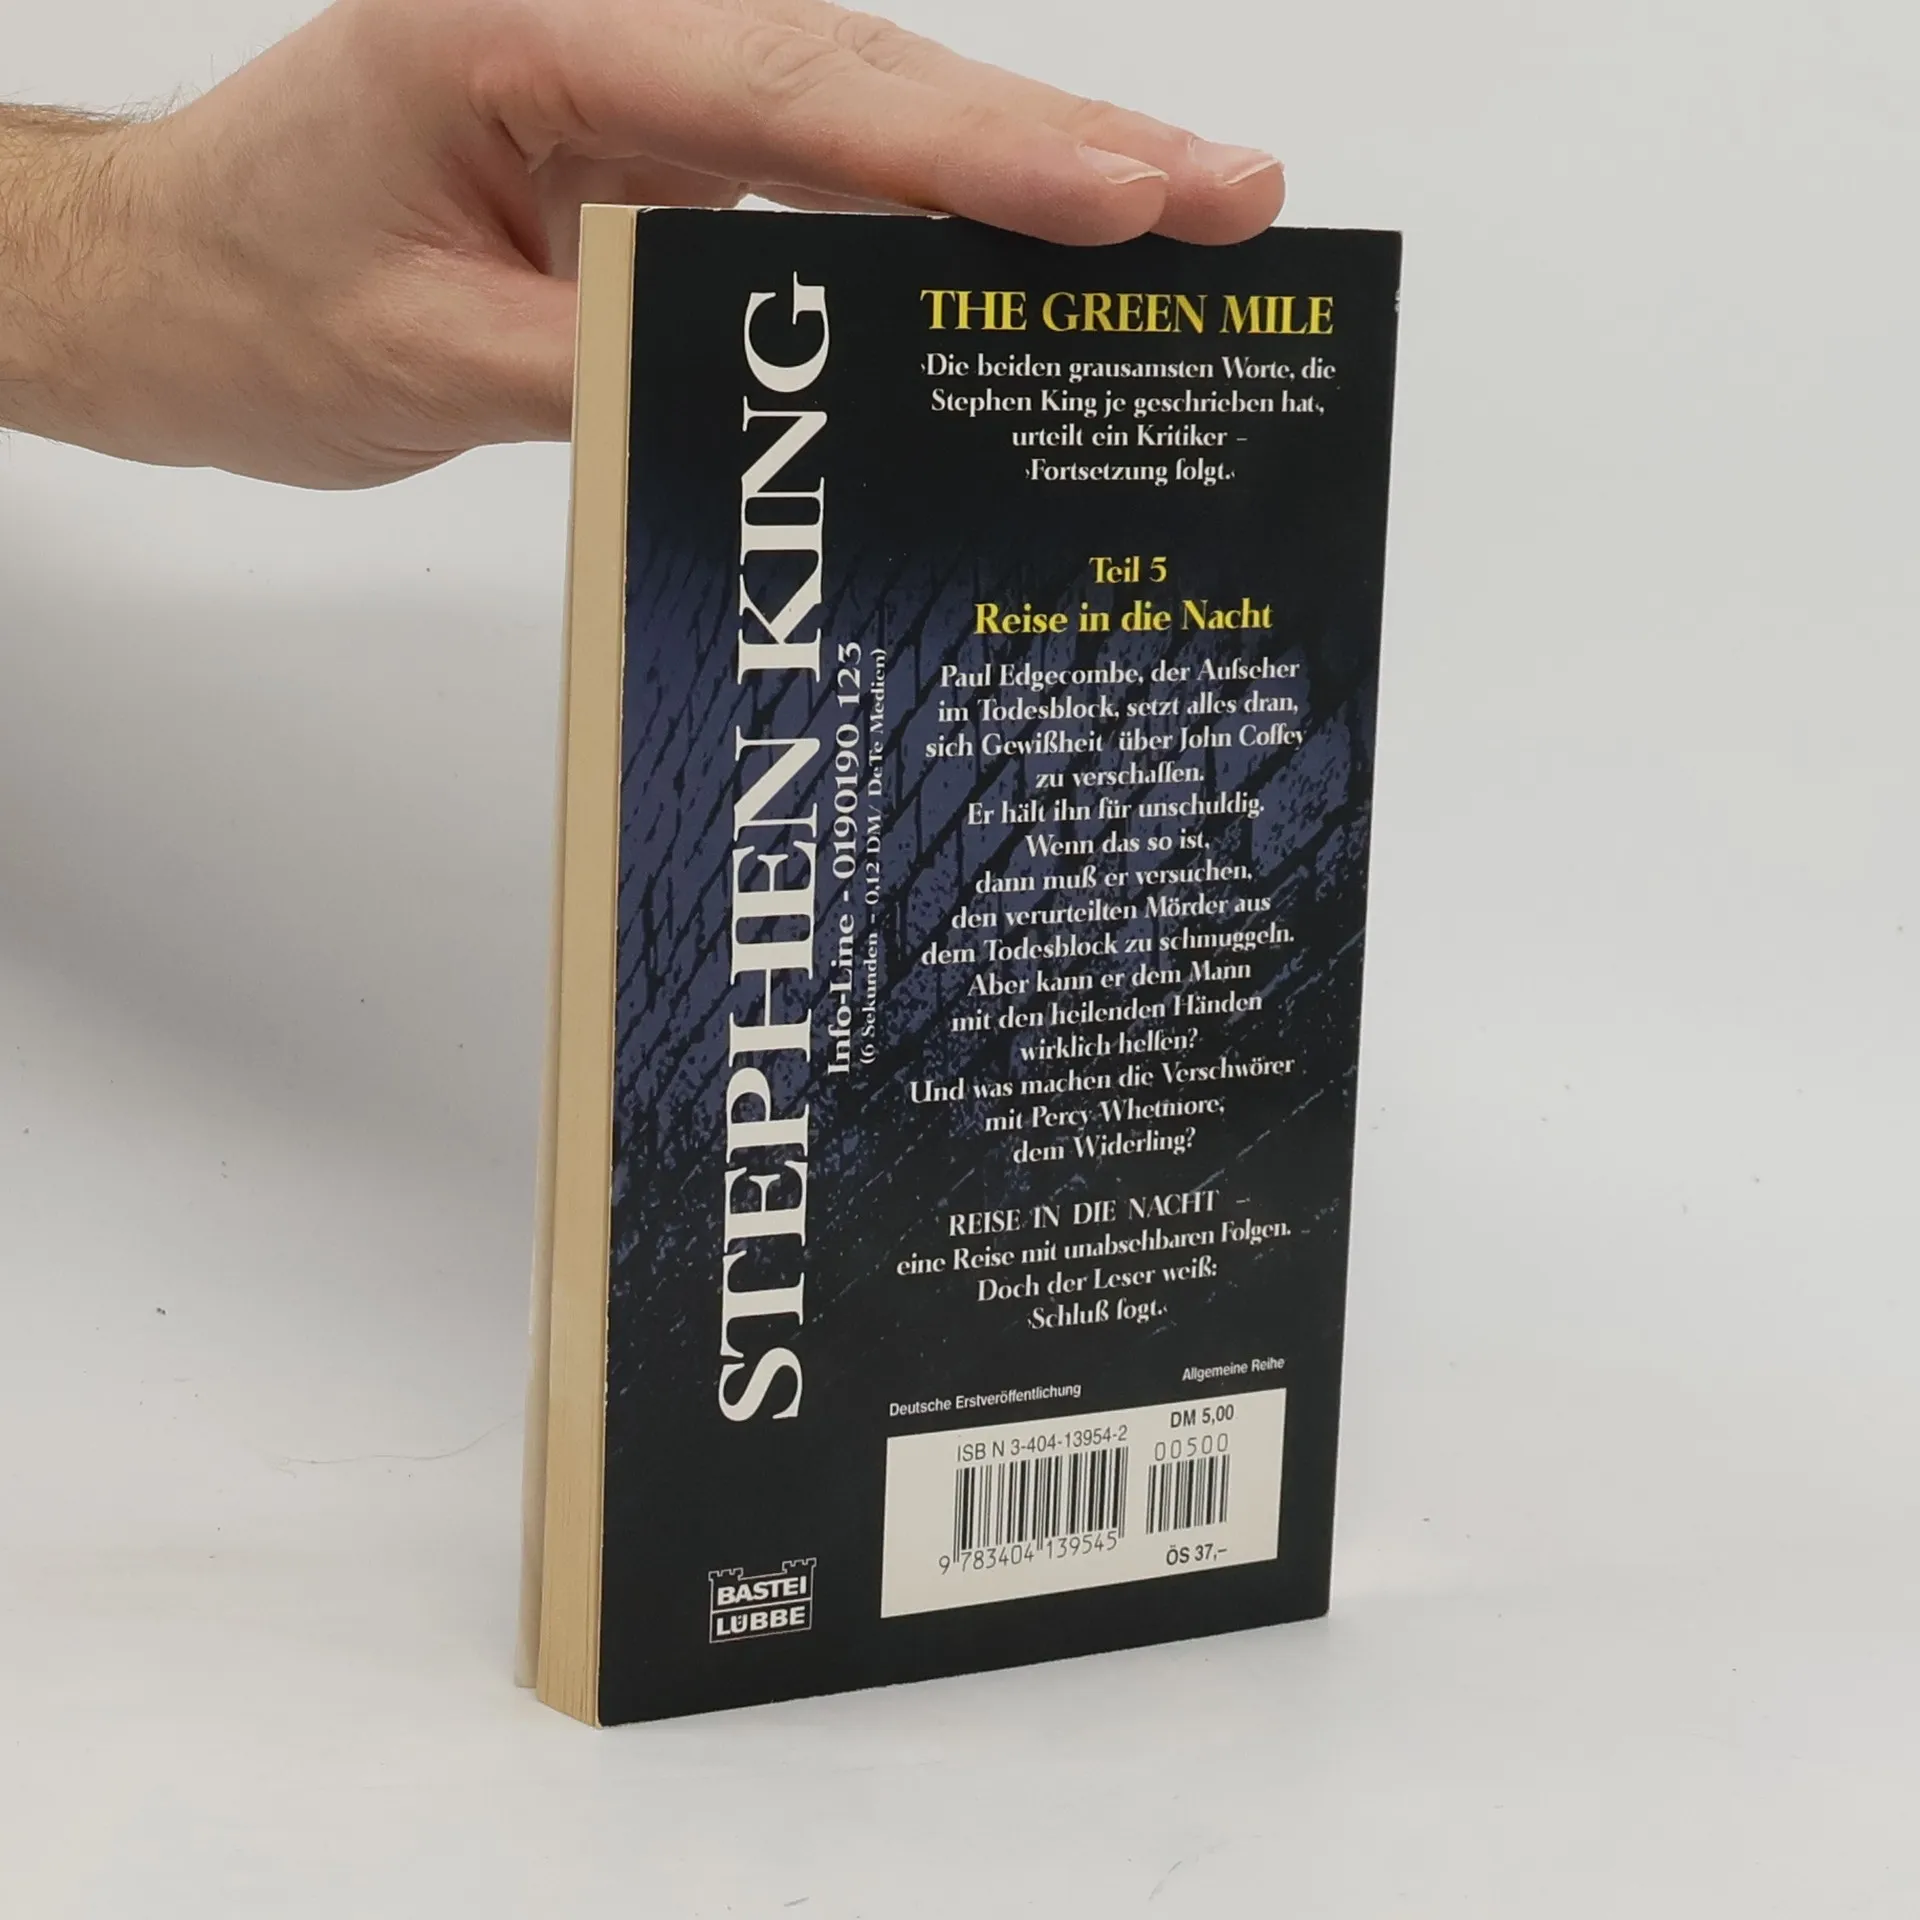 THE GREEN MILE
›Die beiden grausamsten Worte, die
Stephen King je geschrieben hat‹,
urteilt ein Kritiker –
›Fortsetzung folgt.‹
Teil 5
Reise in die Nacht
Paul Edgecombe, der Aufseher
im Todesblock, setzt alles dran,
sich Gewißheit über John Coffey
zu verschaffen.
Er hält ihn für unschuldig.
Wenn das so ist,
dann muß er versuchen,
den verurteilten Mörder aus
dem Todesblock zu schmuggeln.
Aber kann er dem Mann
mit den heilenden Händen
wirklich helfen?
Und was machen die Verschwörer
mit Percy Whetmore,
dem Widerling?
REISE IN DIE NACHT –
eine Reise mit unabsehbaren Folgen.
Doch der Leser weiß:
›Schluß fogt.‹
STEPHEN KING
Info-Line - 0190190 123
(6 Sekunden – 0,12 DM/ DeTe Medien)
Deutsche Erstveröffentlichung
Allgemeine Reihe
ISBN 3-404-13954-2
DM 5,00
00500
9 783404 139545
ÖS 37,–
BASTEI
LÜBBE